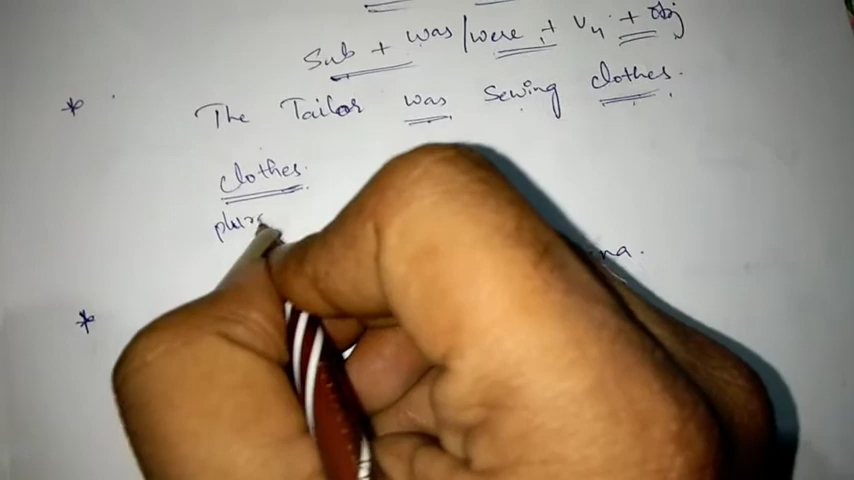 Sub + was/were + V4 + obj
* The Tailor was Sewing clothes.
clothes.
*